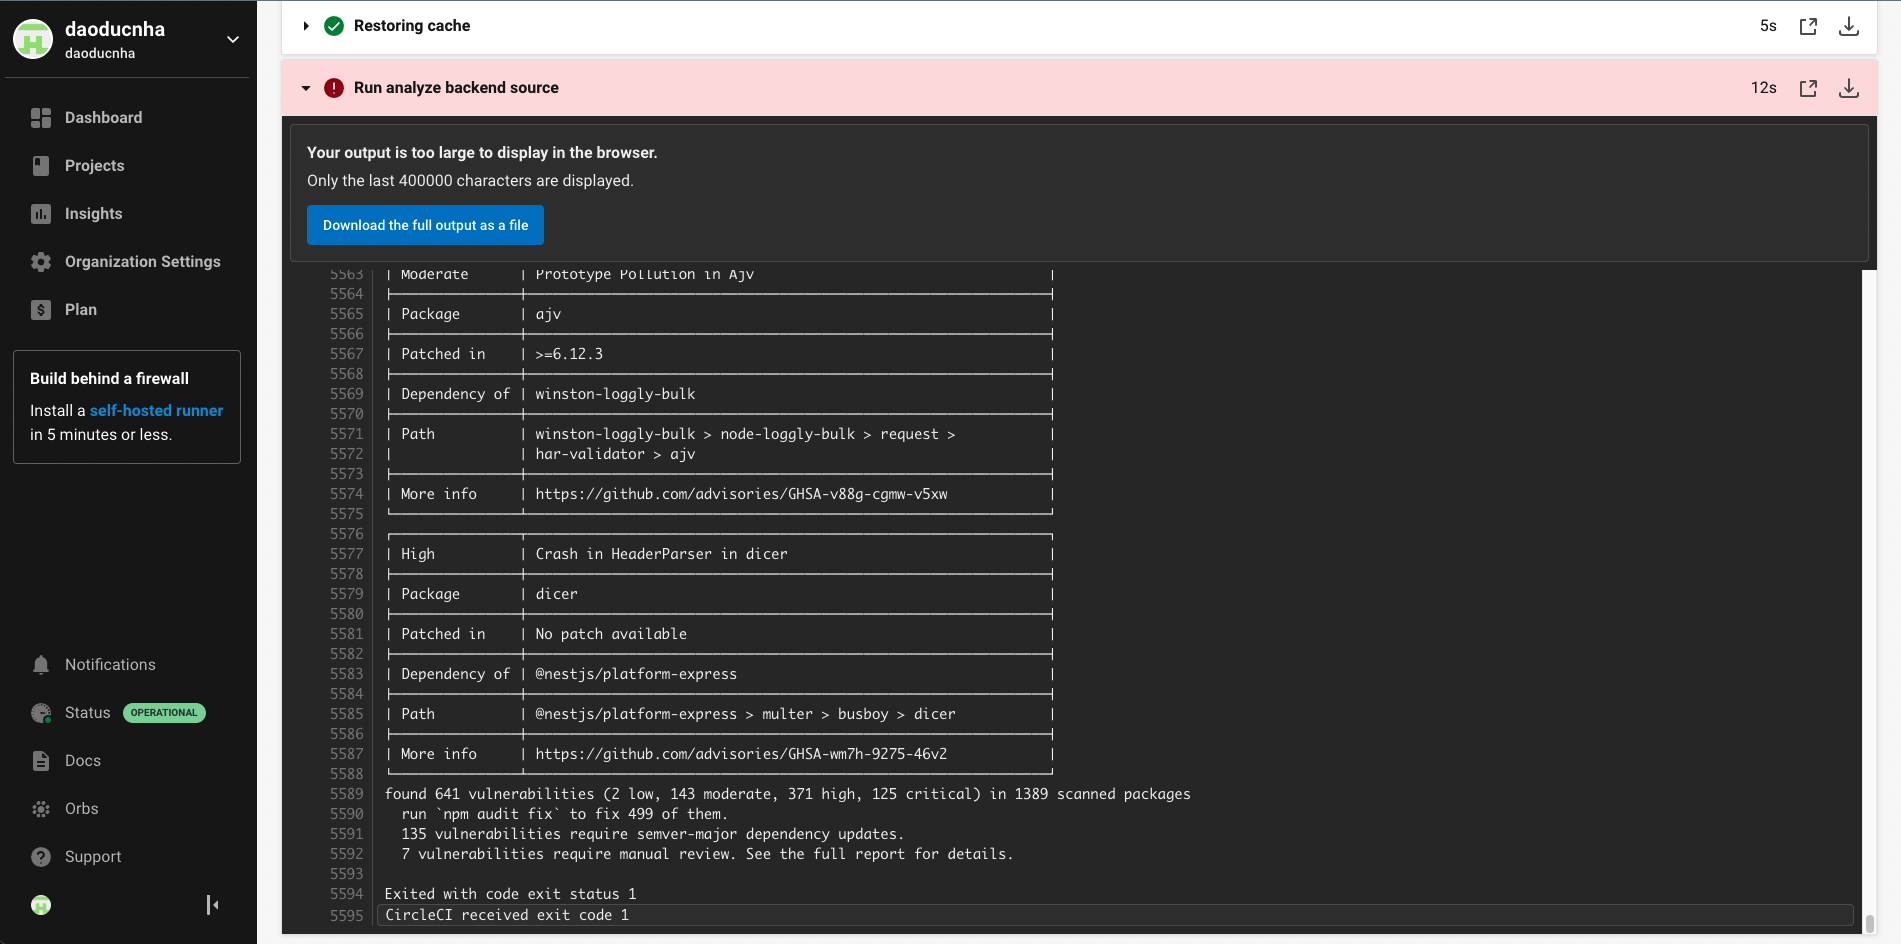 daoducnha
daoducnha
Dashboard
Projects
Insights
Organization Settings
Plan
Build behind a firewall
Install a self-hosted runner
in 5 minutes or less.
Notifications
Status OPERATIONAL
Docs
Orbs
Support
Restoring cache 5s
Run analyze backend source 12s
Your output is too large to display in the browser.
Only the last 400000 characters are displayed.
Download the full output as a file
5563 | Moderate | Prototype Pollution in Ajv |
5564
5565 | Package | ajv |
5566
5567 | Patched in | >=6.12.3 |
5568
5569 | Dependency of | winston-loggly-bulk |
5570
5571 | Path | winston-loggly-bulk > node-loggly-bulk > request > |
5572 | | har-validator > ajv |
5573
5574 | More info | https://github.com/advisories/GHSA-v88g-cgmw-v5xw |
5575
5576
5577 | High | Crash in HeaderParser in dicer |
5578
5579 | Package | dicer |
5580
5581 | Patched in | No patch available |
5582
5583 | Dependency of | @nestjs/platform-express |
5584
5585 | Path | @nestjs/platform-express > multer > busboy > dicer |
5586
5587 | More info | https://github.com/advisories/GHSA-wm7h-9275-46v2 |
5588
5589 found 641 vulnerabilities (2 low, 143 moderate, 371 high, 125 critical) in 1389 scanned packages
5590 run `npm audit fix` to fix 499 of them.
5591 135 vulnerabilities require semver-major dependency updates.
5592 7 vulnerabilities require manual review. See the full report for details.
5593
5594 Exited with code exit status 1
5595 CircleCI received exit code 1